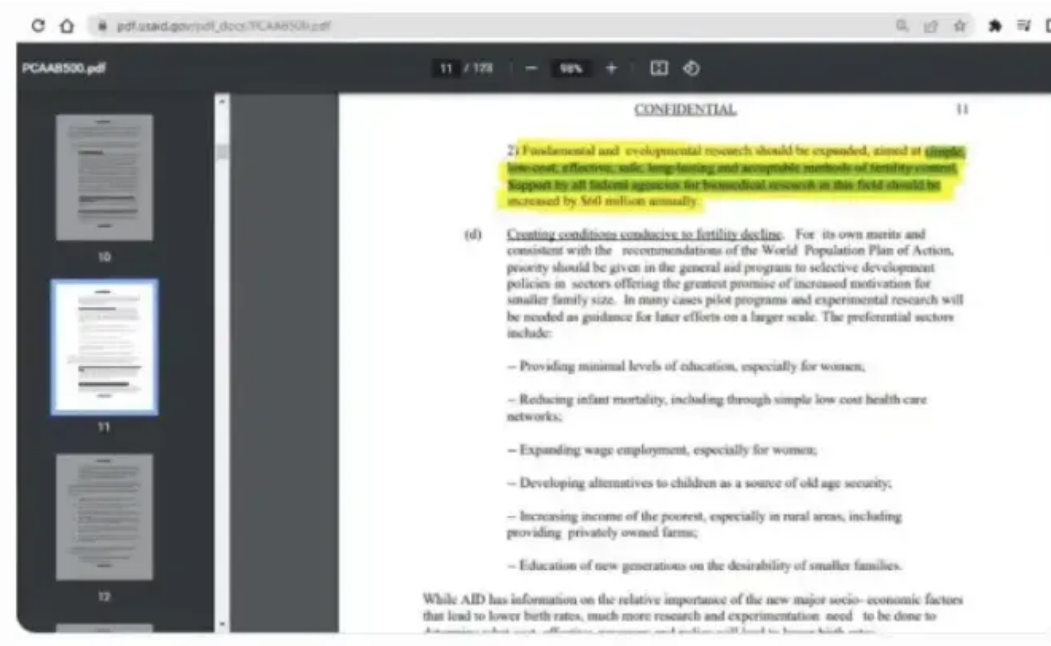 pdf.usaid.gov/pdf_docs/PCAAB500.pdf
PCAAB500.pdf
11 / 123
98%
CONFIDENTIAL 11
2) Fundamental and evelopmental research should be expanded, aimed at simple,
low-cost, effective, safe, long-lasting and acceptable methods of fertility control.
Support by all federal agencies for biomedical research in this field should be
increased by $60 million annually.
(d) Creating conditions conducive to fertility decline. For its own merits and
consistent with the recommendations of the World Population Plan of Action,
priority should be given in the general aid program to selective development
policies in sectors offering the greatest promise of increased motivation for
smaller family size. In many cases pilot programs and experimental research will
be needed as guidance for later efforts on a larger scale. The preferential sectors
include:
-- Providing minimal levels of education, especially for women;
-- Reducing infant mortality, including through simple low cost health care
networks;
-- Expanding wage employment, especially for women;
-- Developing alternatives to children as a source of old age security;
-- Increasing income of the poorest, especially in rural areas, including
providing privately owned farms;
-- Education of new generations on the desirability of smaller families.
While AID has information on the relative importance of the new major socio- economic factors
that lead to lower birth rates, much more research and experimentation need to be done to
10
11
12